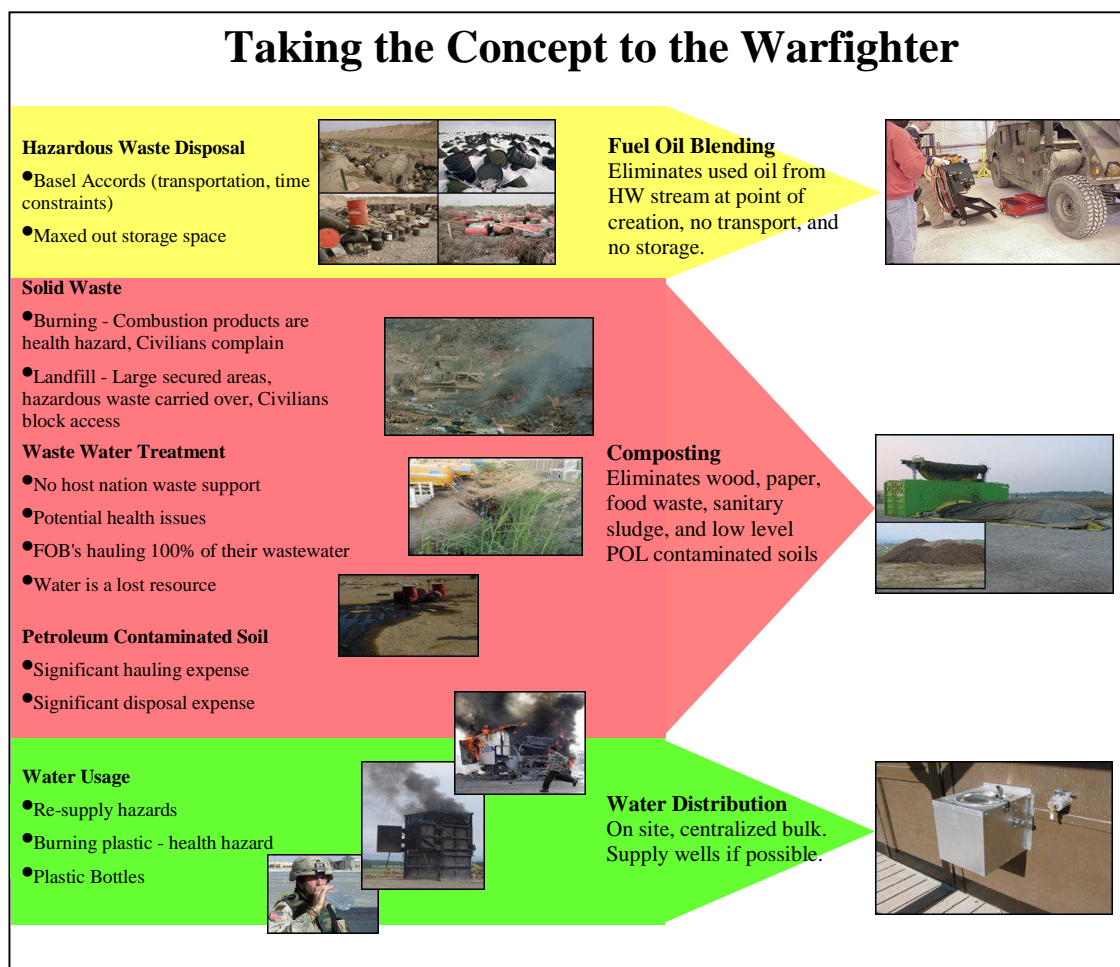 Taking the Concept to the Warfighter
Hazardous Waste Disposal
●Basel Accords (transportation, time
constraints)
●Maxed out storage space
Fuel Oil Blending
Eliminates used oil from
HW stream at point of
creation, no transport, and
no storage.
Solid Waste
●Burning - Combustion products are
health hazard, Civilians complain
●Landfill - Large secured areas,
hazardous waste carried over, Civilians
block access
Waste Water Treatment
●No host nation waste support
●Potential health issues
●FOB's hauling 100% of their wastewater
●Water is a lost resource
Petroleum Contaminated Soil
●Significant hauling expense
●Significant disposal expense
Composting
Eliminates wood, paper,
food waste, sanitary
sludge, and low level
POL contaminated soils
Water Usage
●Re-supply hazards
●Burning plastic - health hazard
●Plastic Bottles
Water Distribution
On site, centralized bulk.
Supply wells if possible.